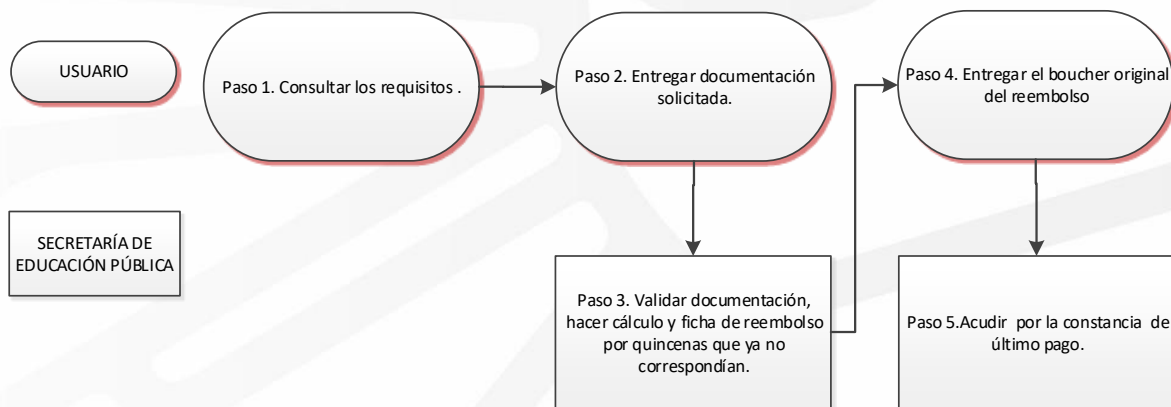 USUARIO
Paso 1. Consultar los requisitos .
Paso 2. Entregar documentación
solicitada.
Paso 4. Entregar el boucher original
del reembolso
SECRETARÍA DE
EDUCACIÓN PÚBLICA
Paso 3. Validar documentación,
hacer cálculo y ficha de reembolso
por quincenas que ya no
correspondían.
Paso 5.Acudir por la constancia de
último pago.